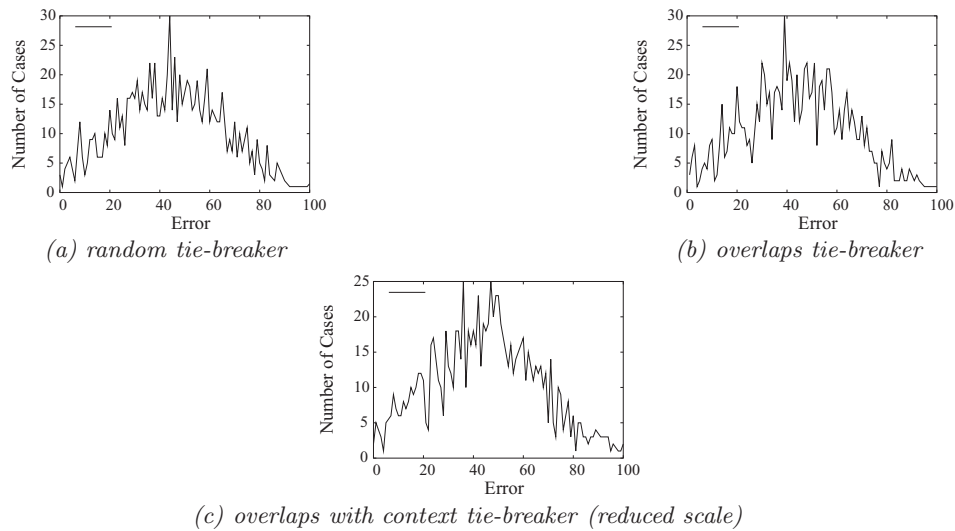 30
25
20
15
10
5
0
Number of Cases
0 20 40 60 80 100
Error
(a) random tie-breaker
30
25
20
15
10
5
0
Number of Cases
0 20 40 60 80 100
Error
(b) overlaps tie-breaker
25
20
15
10
5
0
Number of Cases
0 20 40 60 80 100
Error
(c) overlaps with context tie-breaker (reduced scale)